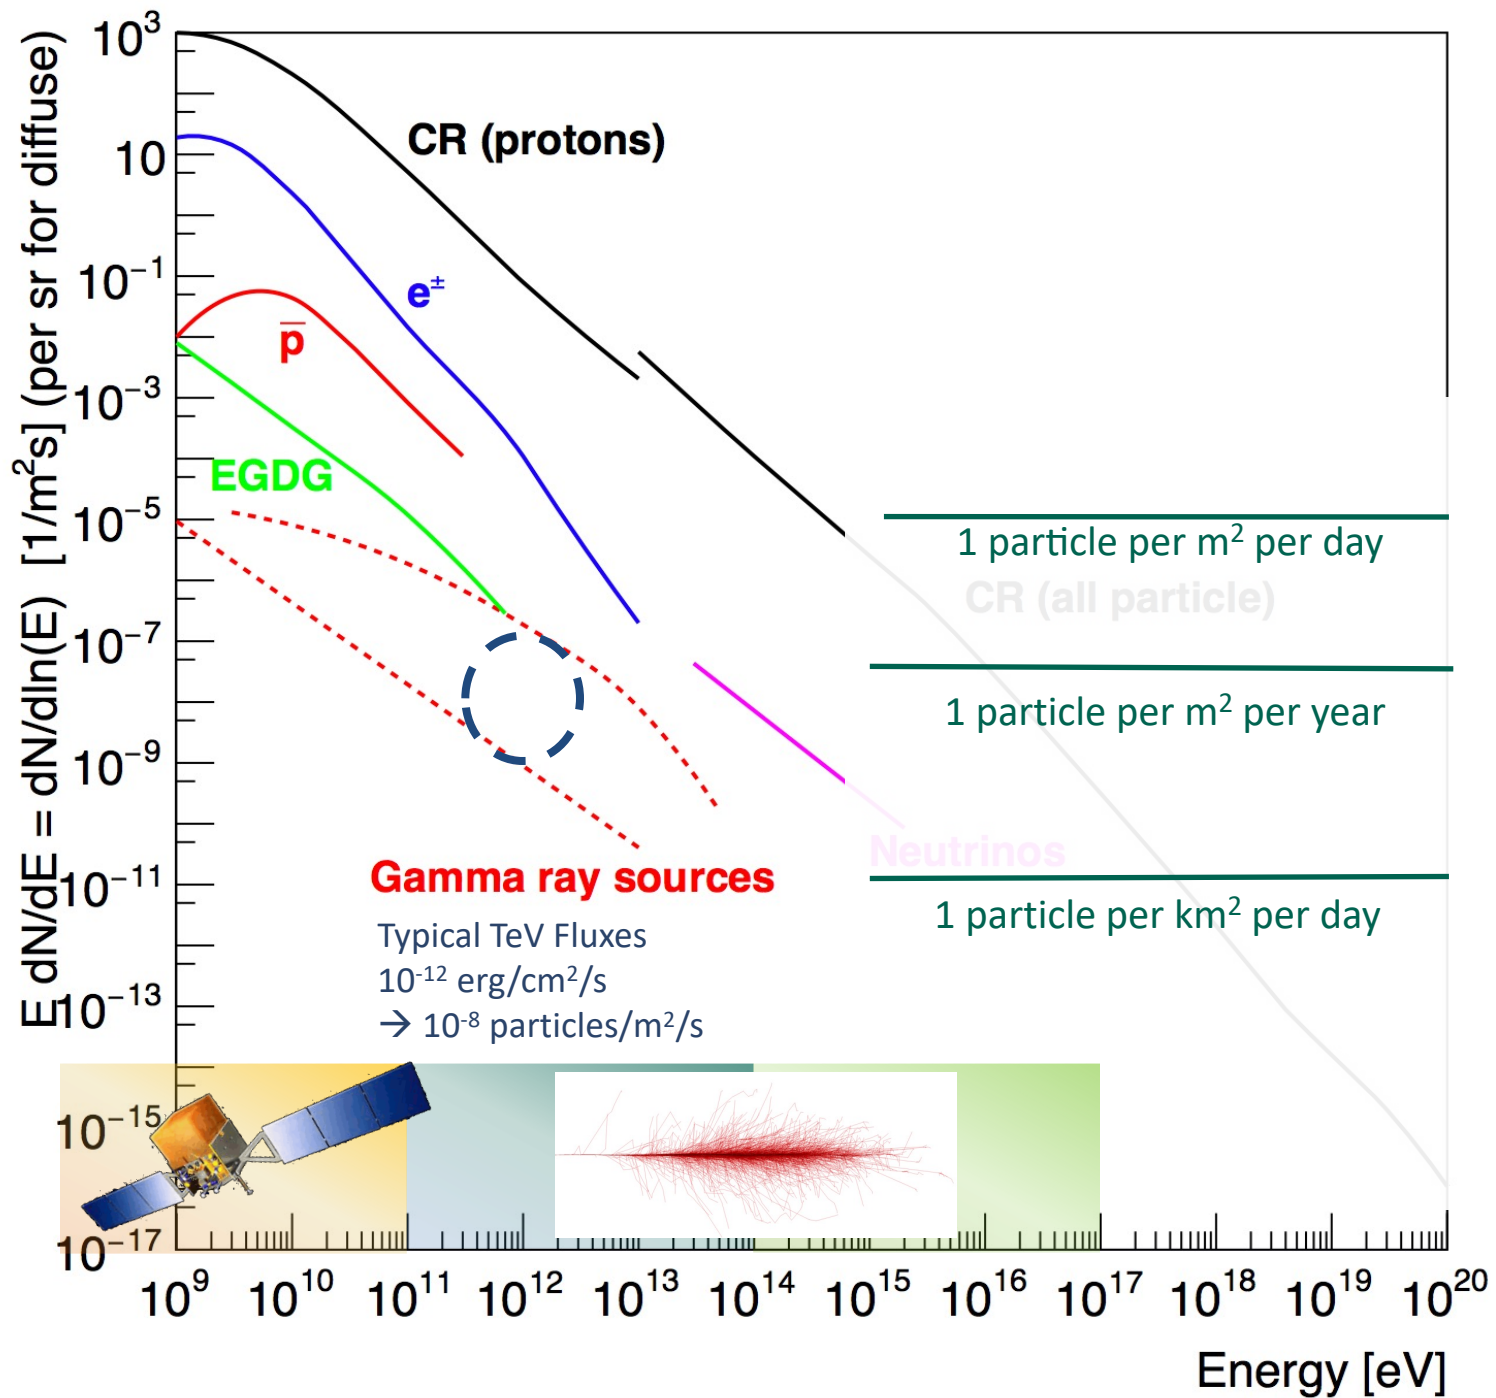 E dN/dE = dN/dln(E) [1/m²s] (per sr for diffuse)
10³
10
10⁻¹
10⁻³
10⁻⁵
10⁻⁷
10⁻⁹
10⁻¹¹
10⁻¹³
10⁻¹⁵
10⁻¹⁷
CR (protons)
e±
p̅
EGDG
1 particle per m² per day
CR (all particle)
1 particle per m² per year
Neutrinos
1 particle per km² per day
Gamma ray sources
Typical TeV Fluxes
10⁻¹² erg/cm²/s
→ 10⁻⁸ particles/m²/s
10⁹ 10¹⁰ 10¹¹ 10¹² 10¹³ 10¹⁴ 10¹⁵ 10¹⁶ 10¹⁷ 10¹⁸ 10¹⁹ 10²⁰
Energy [eV]